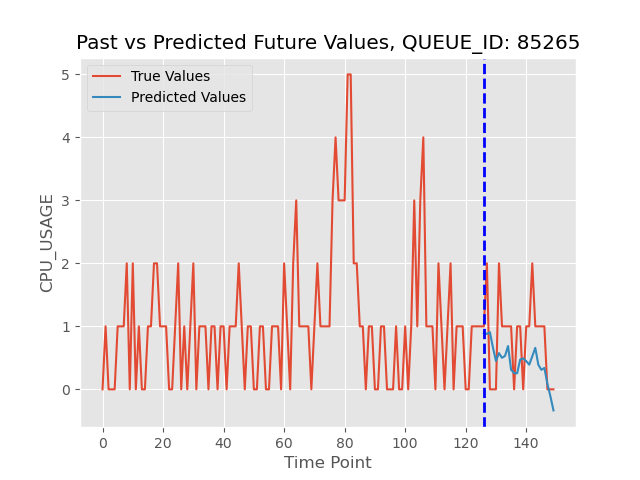 Past vs Predicted Future Values, QUEUE_ID: 85265
True Values
Predicted Values
CPU_USAGE
5
4
3
2
1
0
0 20 40 60 80 100 120 140
Time Point